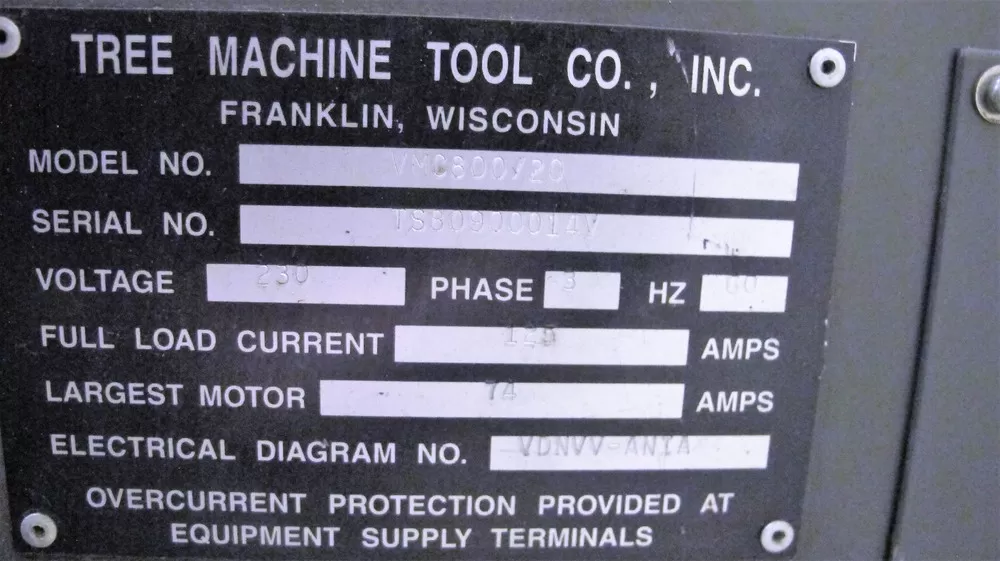 TREE MACHINE TOOL CO., INC.
FRANKLIN, WISCONSIN
MODEL NO. VMC800/20
SERIAL NO.
VOLTAGE 230 PHASE 3 HZ 60
FULL LOAD CURRENT AMPS
LARGEST MOTOR 74 AMPS
ELECTRICAL DIAGRAM NO.
OVERCURRENT PROTECTION PROVIDED AT
EQUIPMENT SUPPLY TERMINALS